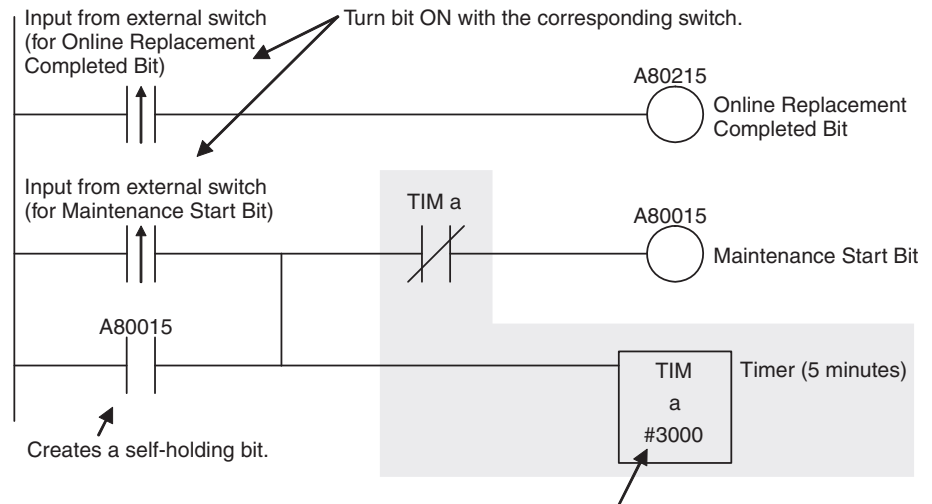 Input from external switch
(for Online Replacement
Completed Bit)
Turn bit ON with the corresponding switch.
A80215
Online Replacement
Completed Bit
Input from external switch
(for Maintenance Start Bit)
TIM a
A80015
Maintenance Start Bit
A80015
TIM
a
#3000
Timer (5 minutes)
Creates a self-holding bit.